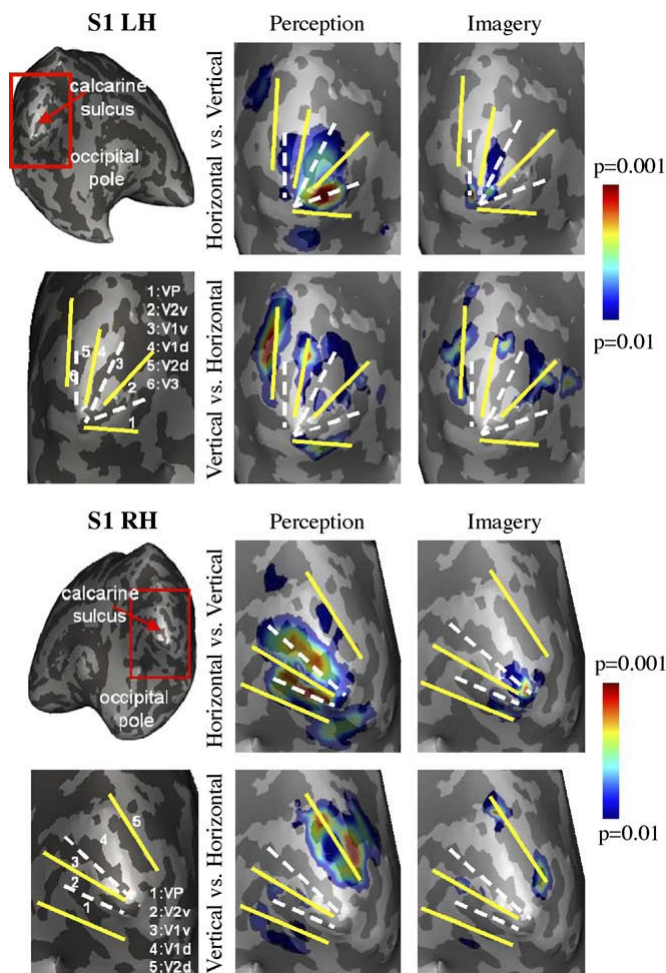 S1 LH
Perception
Imagery
calcarine
sulcus
occipital
pole
Horizontal vs. Vertical
p=0.001
p=0.01
1:VP
2:V2v
3:V1v
4:V1d
5:V2d
6:V3
5 4
3
6
2
1
Vertical vs. Horizontal
S1 RH
Perception
Imagery
calcarine
sulcus
occipital
pole
Horizontal vs. Vertical
p=0.001
p=0.01
5
4
3
2
1
1:VP
2:V2v
3:V1v
4:V1d
5:V2d
Vertical vs. Horizontal